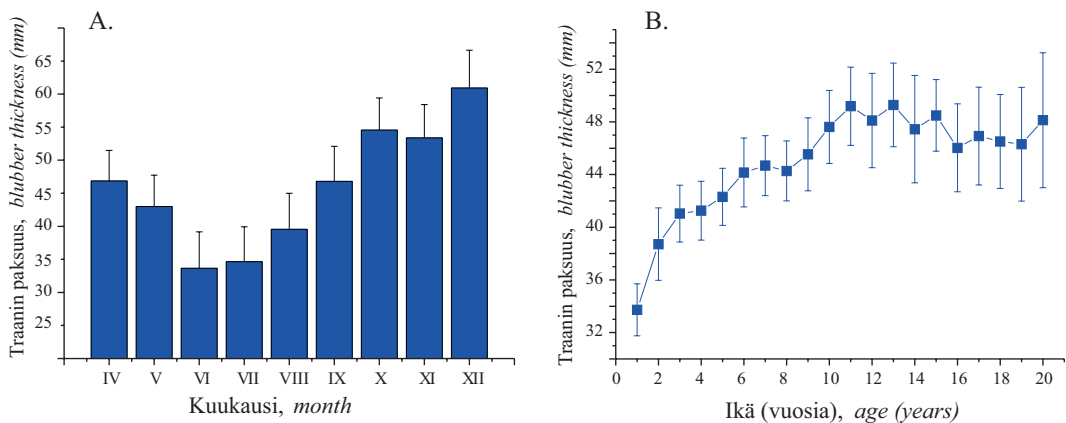 A.
Traanin paksuus, blubber thickness (mm)
65
60
55
50
45
40
35
30
25
IV V VI VII VIII IX X XI XII
Kuukausi, month
B.
Traanin paksuus, blubber thickness (mm)
52
48
44
40
36
32
0 2 4 6 8 10 12 14 16 18 20
Ikä (vuosia), age (years)